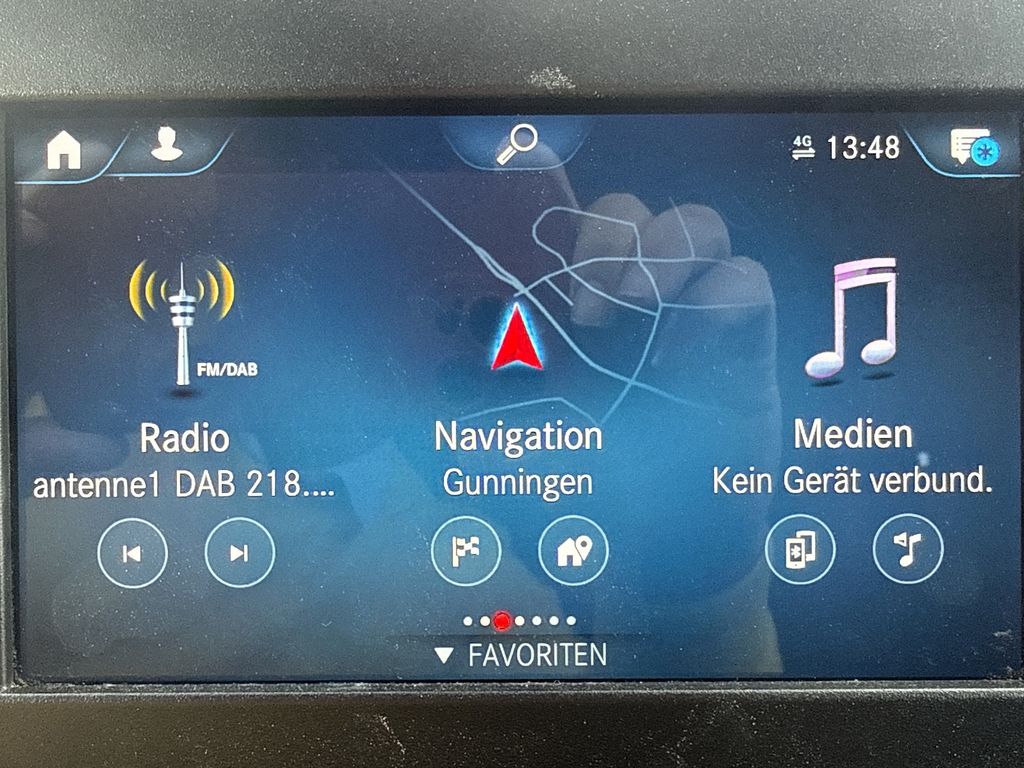 4G 13:48
FM/DAB
Radio
antenne1 DAB 218....
Navigation
Gunningen
Medien
Kein Gerät verbund.
FAVORITEN